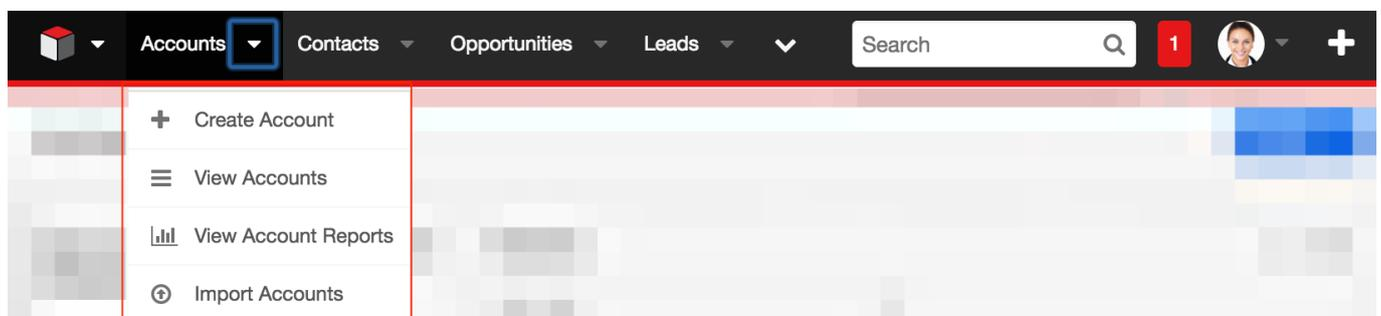 Accounts Contacts Opportunities Leads Search 1
Create Account
View Accounts
View Account Reports
Import Accounts